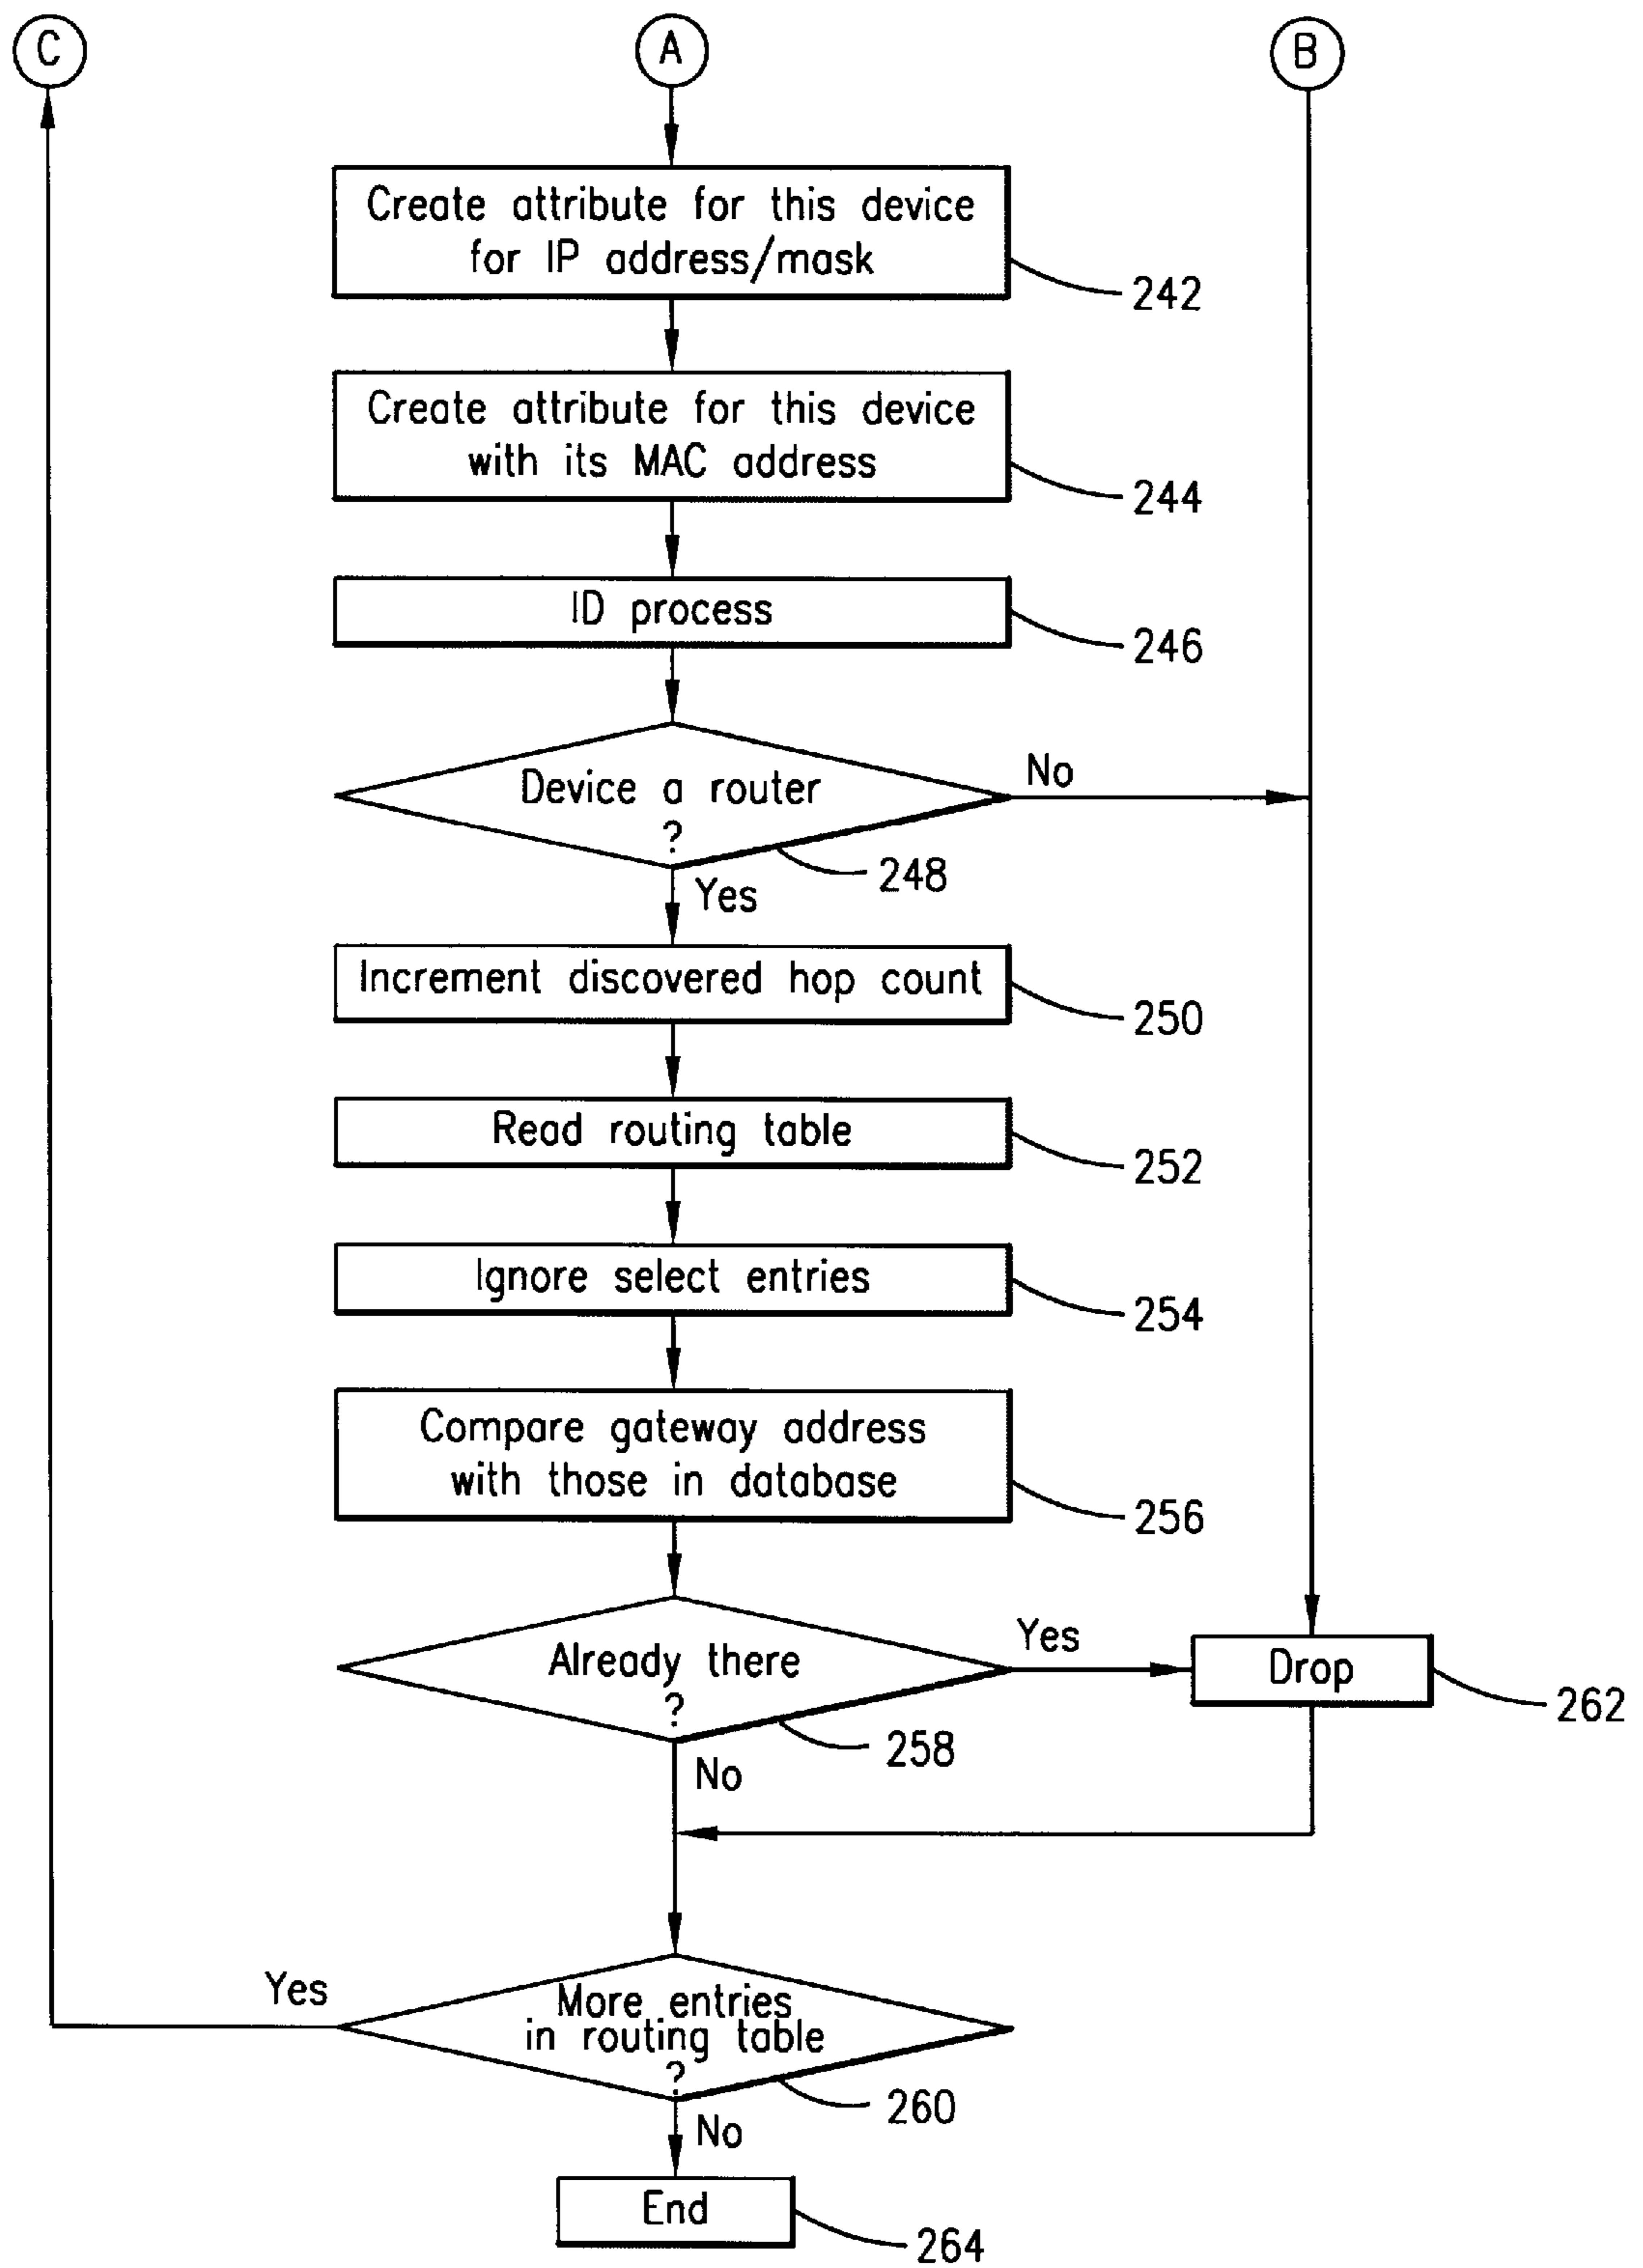 C
A
B
Create attribute for this device
for IP address/mask
242
Create attribute for this device
with its MAC address
244
ID process
246
Device a router
?
No
248
Yes
Increment discovered hop count
250
Read routing table
252
Ignore select entries
254
Compare gateway address
with those in database
256
Already there
?
Yes
Drop
262
258
No
Yes
More entries
in routing table
?
260
No
End
264